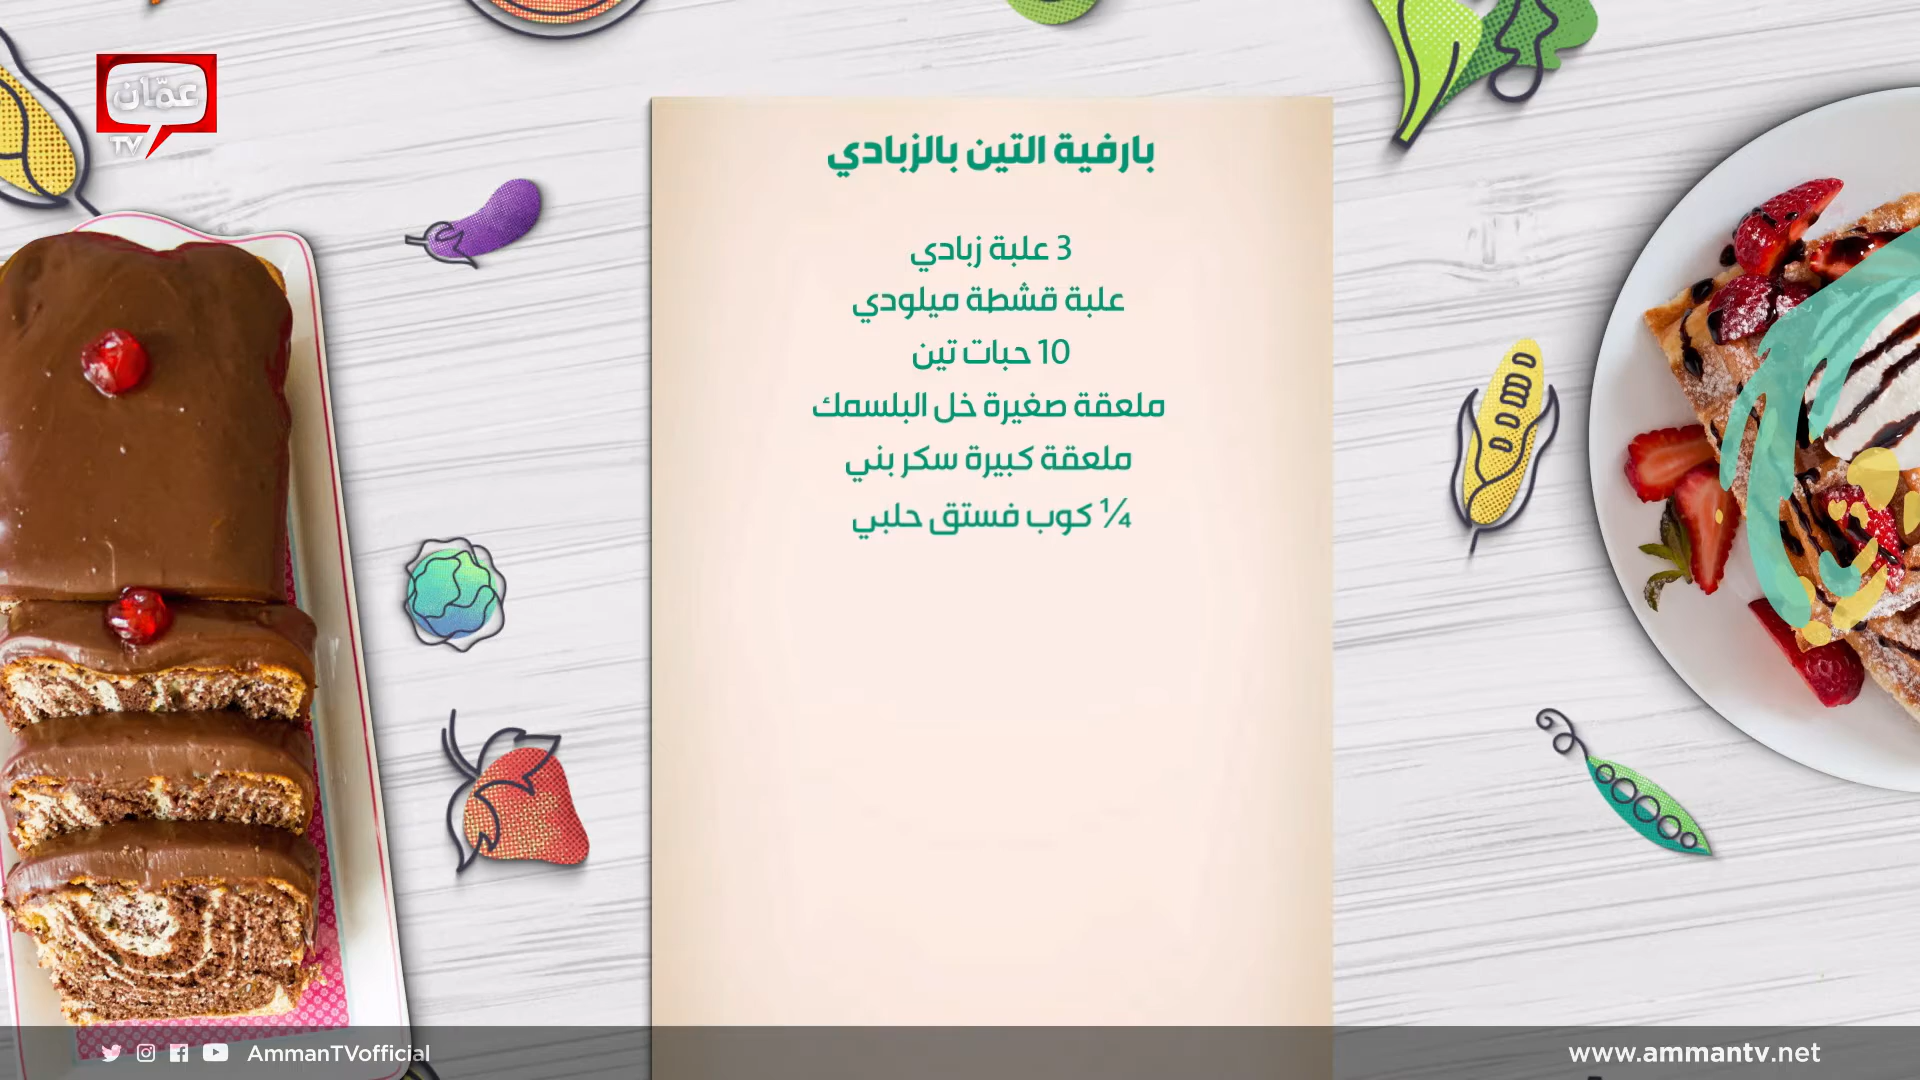 عمّان
TV
بارفية التين بالزبادي
3 علبة زبادي
علبة قشطة ميلودي
10 حبات تين
ملعقة صغيرة خل البلسمك
ملعقة كبيرة سكر بني
¼ كوب فستق حلبي
AmmanTVofficial
www.ammantv.net